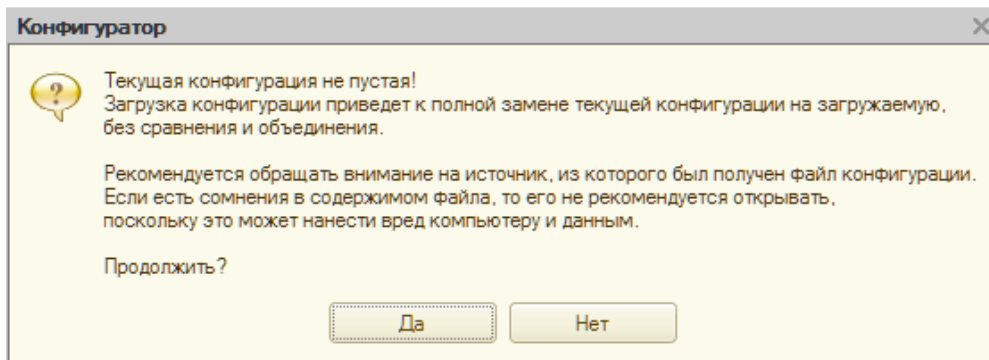 Конфигуратор
Текущая конфигурация не пустая!
Загрузка конфигурации приведет к полной замене текущей конфигурации на загружаемую,
без сравнения и объединения.
Рекомендуется обращать внимание на источник, из которого был получен файл конфигурации.
Если есть сомнения в содержимом файла, то его не рекомендуется открывать,
поскольку это может нанести вред компьютеру и данным.
Продолжить?
Да Нет